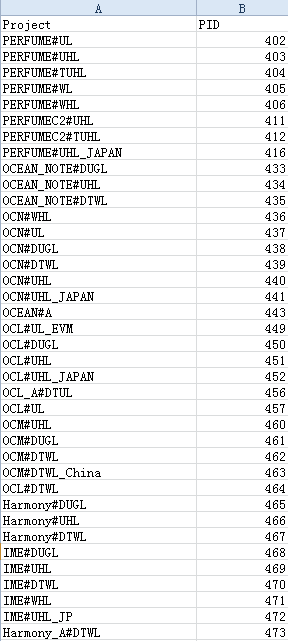 A B
Project PID
PERFUME#UL 402
PERFUME#UHL 403
PERFUME#TUHL 404
PERFUME#WL 405
PERFUME#WHL 406
PERFUMEC2#UHL 411
PERFUMEC2#TUHL 412
PERFUME#UHL_JAPAN 416
OCEAN_NOTE#DUGL 433
OCEAN_NOTE#UHL 434
OCEAN_NOTE#DTWL 435
OCN#WHL 436
OCN#UL 437
OCN#DUGL 438
OCN#DTWL 439
OCN#UHL 440
OCN#UHL_JAPAN 441
OCEAN#A 443
OCL#UL_EVM 449
OCL#DUGL 450
OCL#UHL 451
OCL#UHL_JAPAN 452
OCL_A#DTUL 456
OCL#UL 457
OCM#UHL 460
OCM#DUGL 461
OCM#DTWL 462
OCM#DTWL_China 463
OCL#DTWL 464
Harmony#DUGL 465
Harmony#UHL 466
Harmony#DTWL 467
IME#DUGL 468
IME#UHL 469
IME#DTWL 470
IME#WHL 471
IME#UHL_JP 472
Harmony_A#DTWL 473